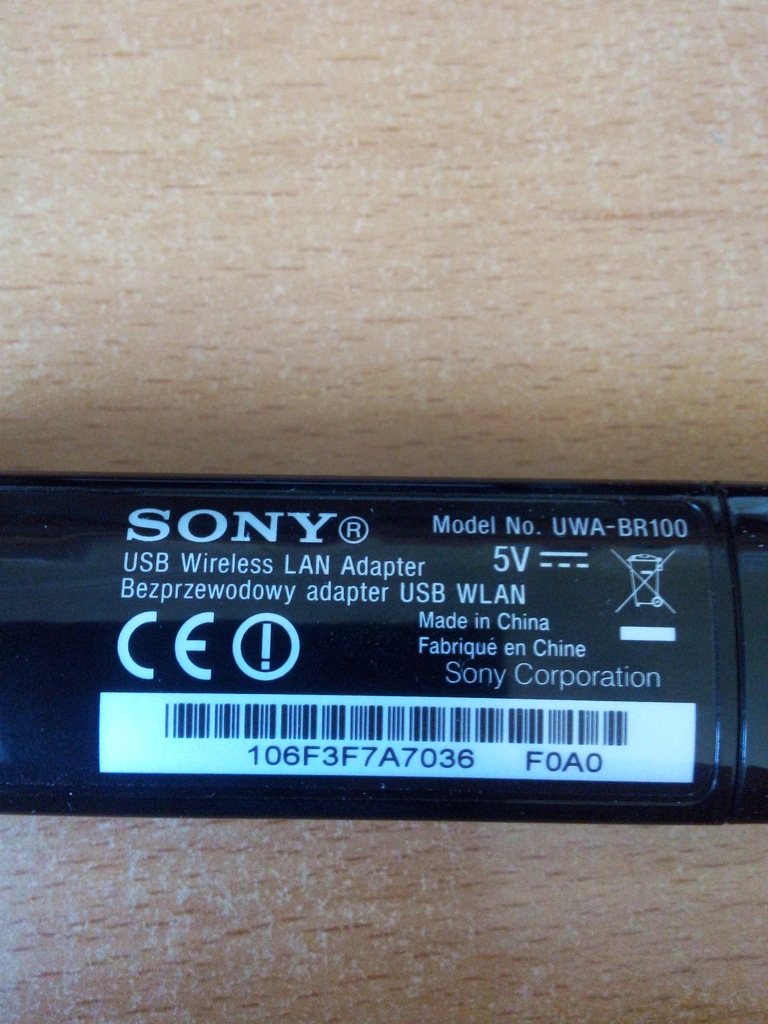 SONY®
Model No. UWA-BR100
USB Wireless LAN Adapter
5V
Bezprzewodowy adapter USB WLAN
CE
Made in China
Fabriqué en Chine
Sony Corporation
106F3F7A7036 F0A0